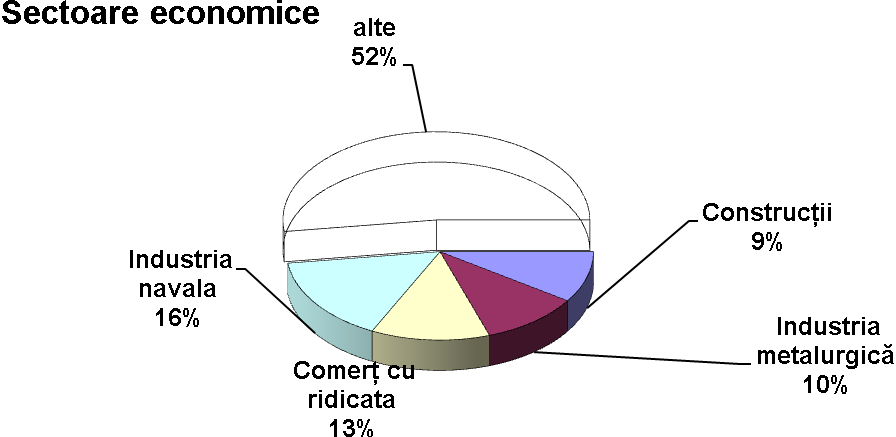 Sectoare economice
alte
52%
Construcții
9%
Industria
navala
16%
Industria
metalurgică
10%
Comerț cu
ridicata
13%